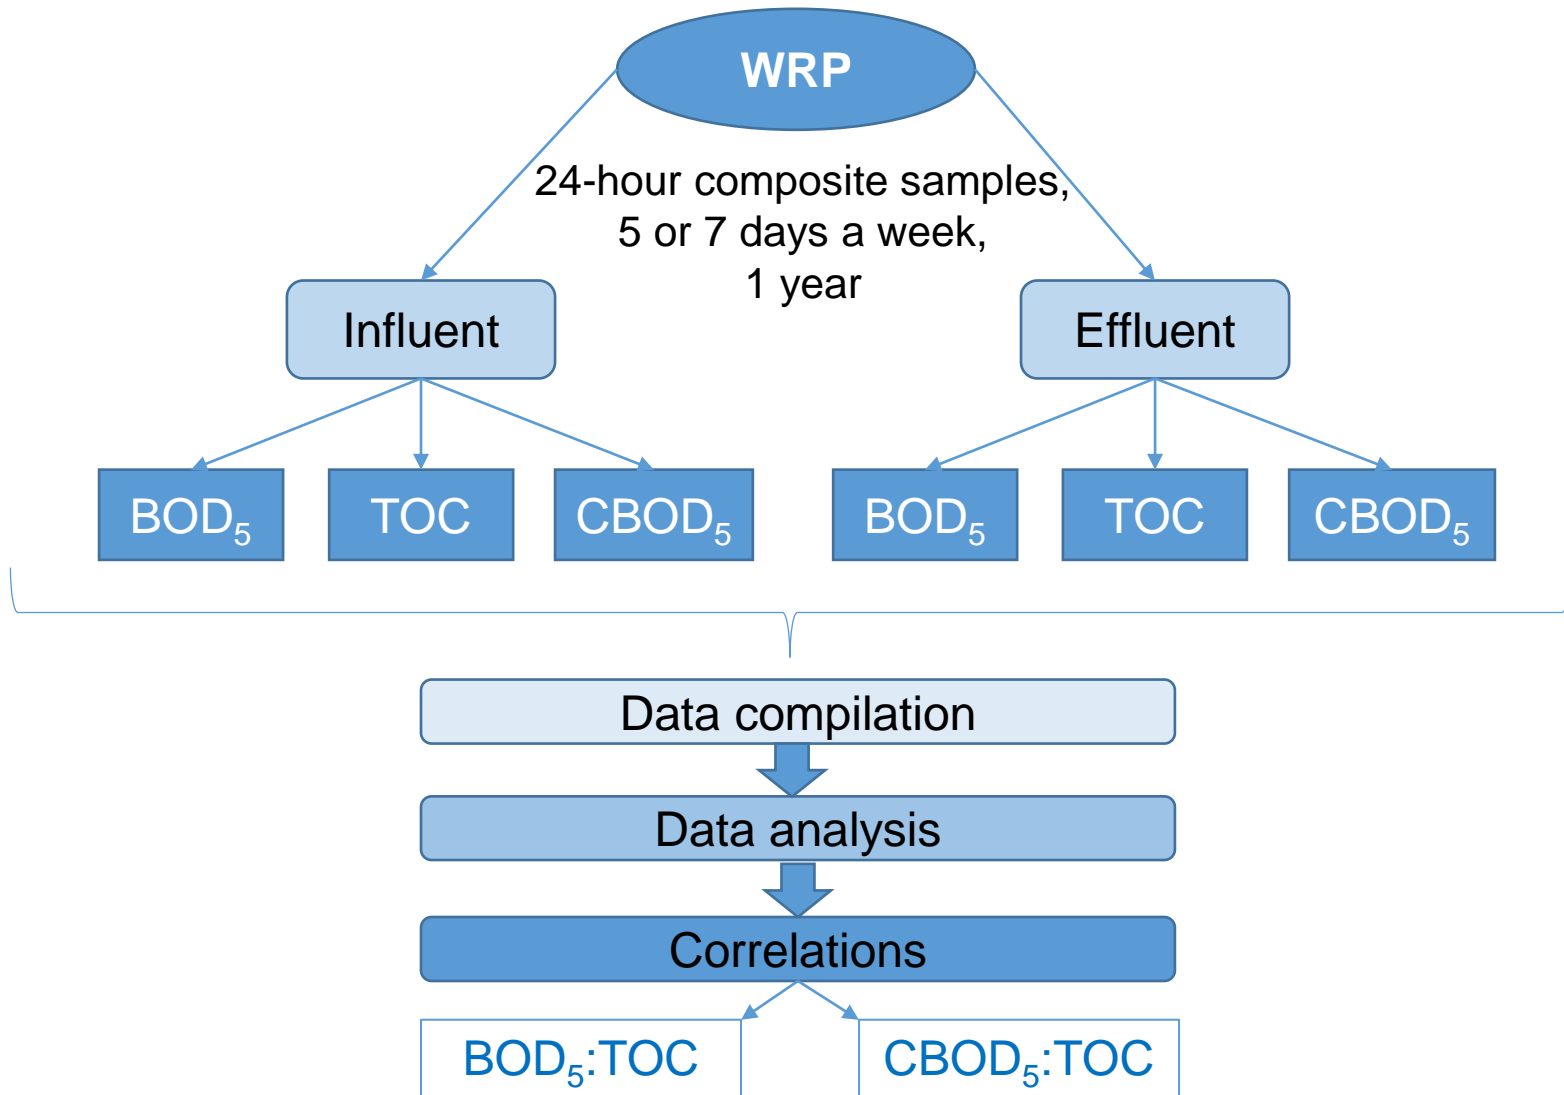 WRP
24-hour composite samples,
5 or 7 days a week,
1 year
Influent
Effluent
BOD₅
TOC
CBOD₅
BOD₅
TOC
CBOD₅
Data compilation
Data analysis
Correlations
BOD₅:TOC
CBOD₅:TOC